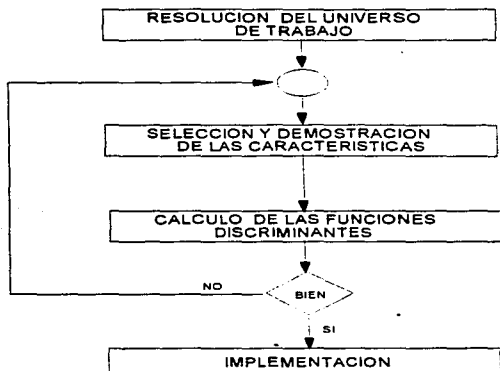 RESOLUCION DEL UNIVERSO
DE TRABAJO
SELECCION Y DEMOSTRACION
DE LAS CARACTERISTICAS
CALCULO DE LAS FUNCIONES
DISCRIMINANTES
NO
BIEN
SI
IMPLEMENTACION